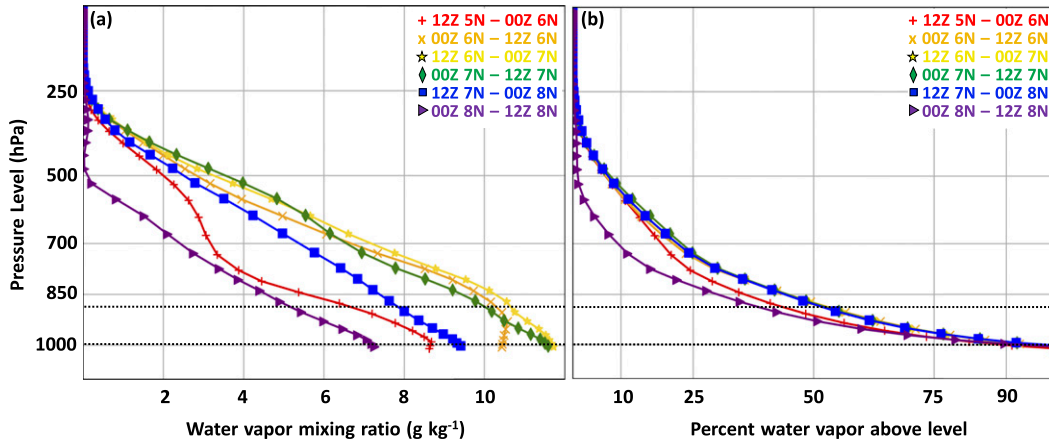 (a)
12Z 5N – 00Z 6N
00Z 6N – 12Z 6N
12Z 6N – 00Z 7N
00Z 7N – 12Z 7N
12Z 7N – 00Z 8N
00Z 8N – 12Z 8N
(b)
12Z 5N – 00Z 6N
00Z 6N – 12Z 6N
12Z 6N – 00Z 7N
00Z 7N – 12Z 7N
12Z 7N – 00Z 8N
00Z 8N – 12Z 8N
Pressure Level (hPa)
250
500
700
850
1000
2 4 6 8 10
10 25 50 75 90
Water vapor mixing ratio (g kg⁻¹)
Percent water vapor above level